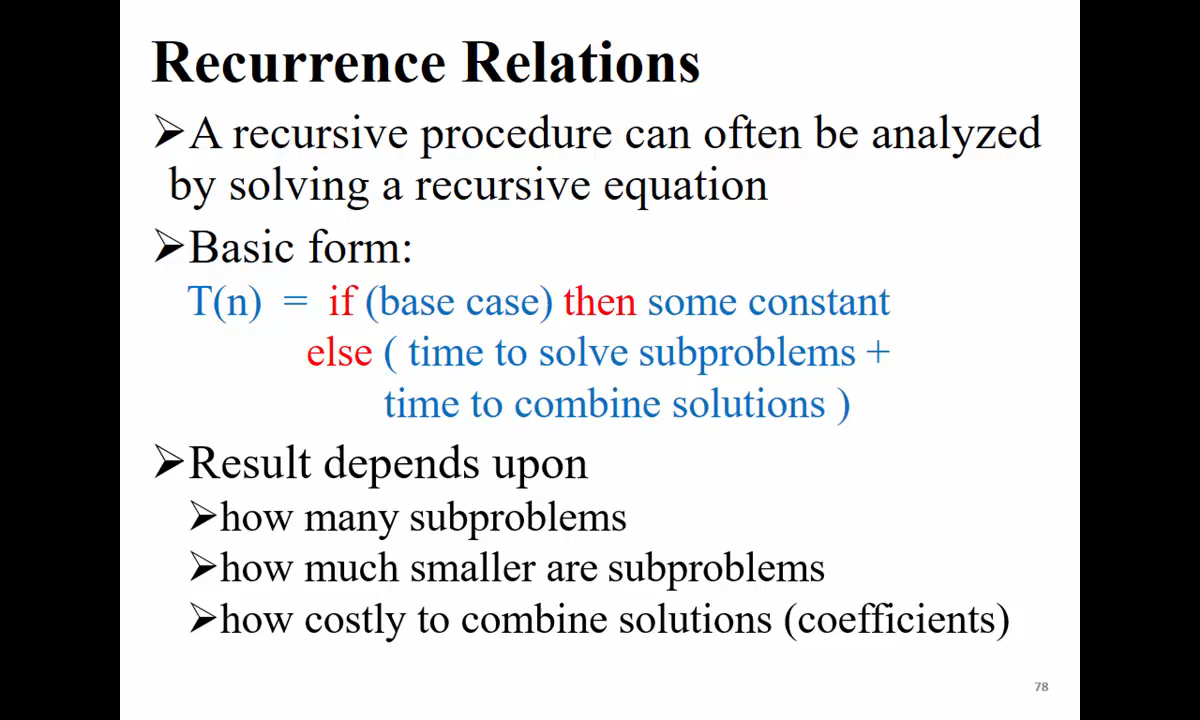 Recurrence Relations
➢A recursive procedure can often be analyzed
by solving a recursive equation
➢Basic form:
T(n) = if (base case) then some constant
else ( time to solve subproblems +
time to combine solutions )
➢Result depends upon
➢how many subproblems
➢how much smaller are subproblems
➢how costly to combine solutions (coefficients)
78